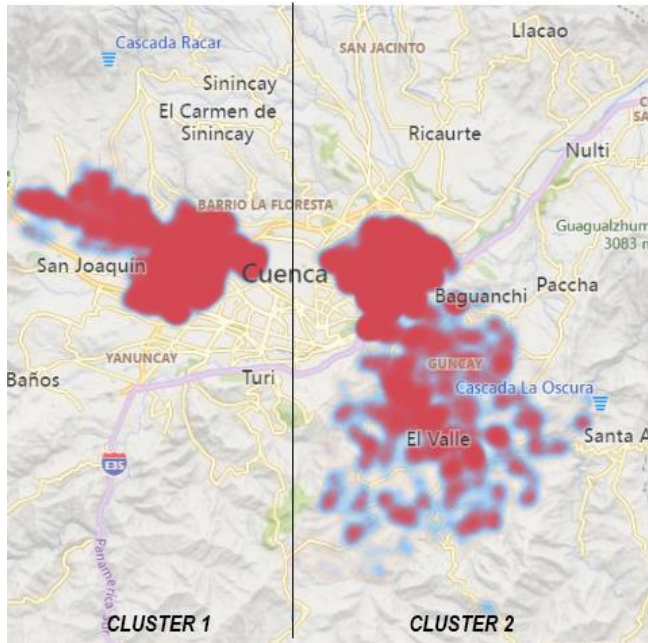 Cascada Racar
Llacao
SAN JACINTO
Sinincay
El Carmen de
Sinincay
Ricaurte
Nulti
BARRIO LA FLORESTA
Guagualzhum
3083 m
San Joaquín
Cuenca
Baguanchi
Paccha
YANUNCAY
GUNCAY
Baños
Turi
Cascada La Oscura
El Valle
Santa A
E35
Panamerica Sur
CLUSTER 1
CLUSTER 2